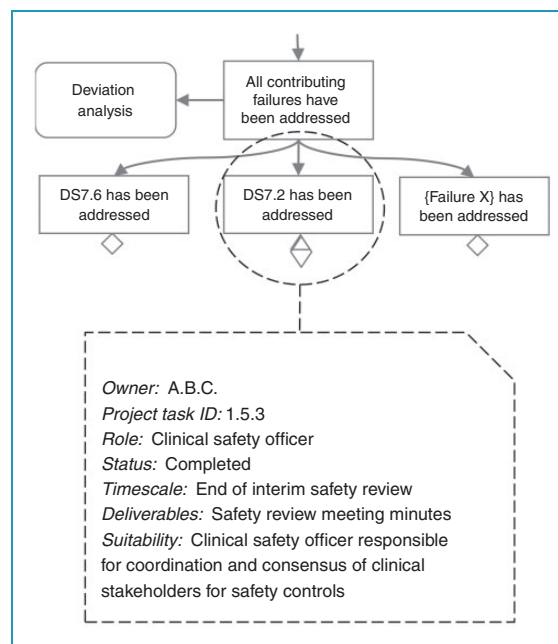 Deviation
analysis
All contributing
failures have
been addressed
DS7.6 has been
addressed
DS7.2 has been
addressed
{Failure X} has
been addressed
Owner: A.B.C.
Project task ID: 1.5.3
Role: Clinical safety officer
Status: Completed
Timescale: End of interim safety review
Deliverables: Safety review meeting minutes
Suitability: Clinical safety officer responsible
for coordination and consensus of clinical
stakeholders for safety controls